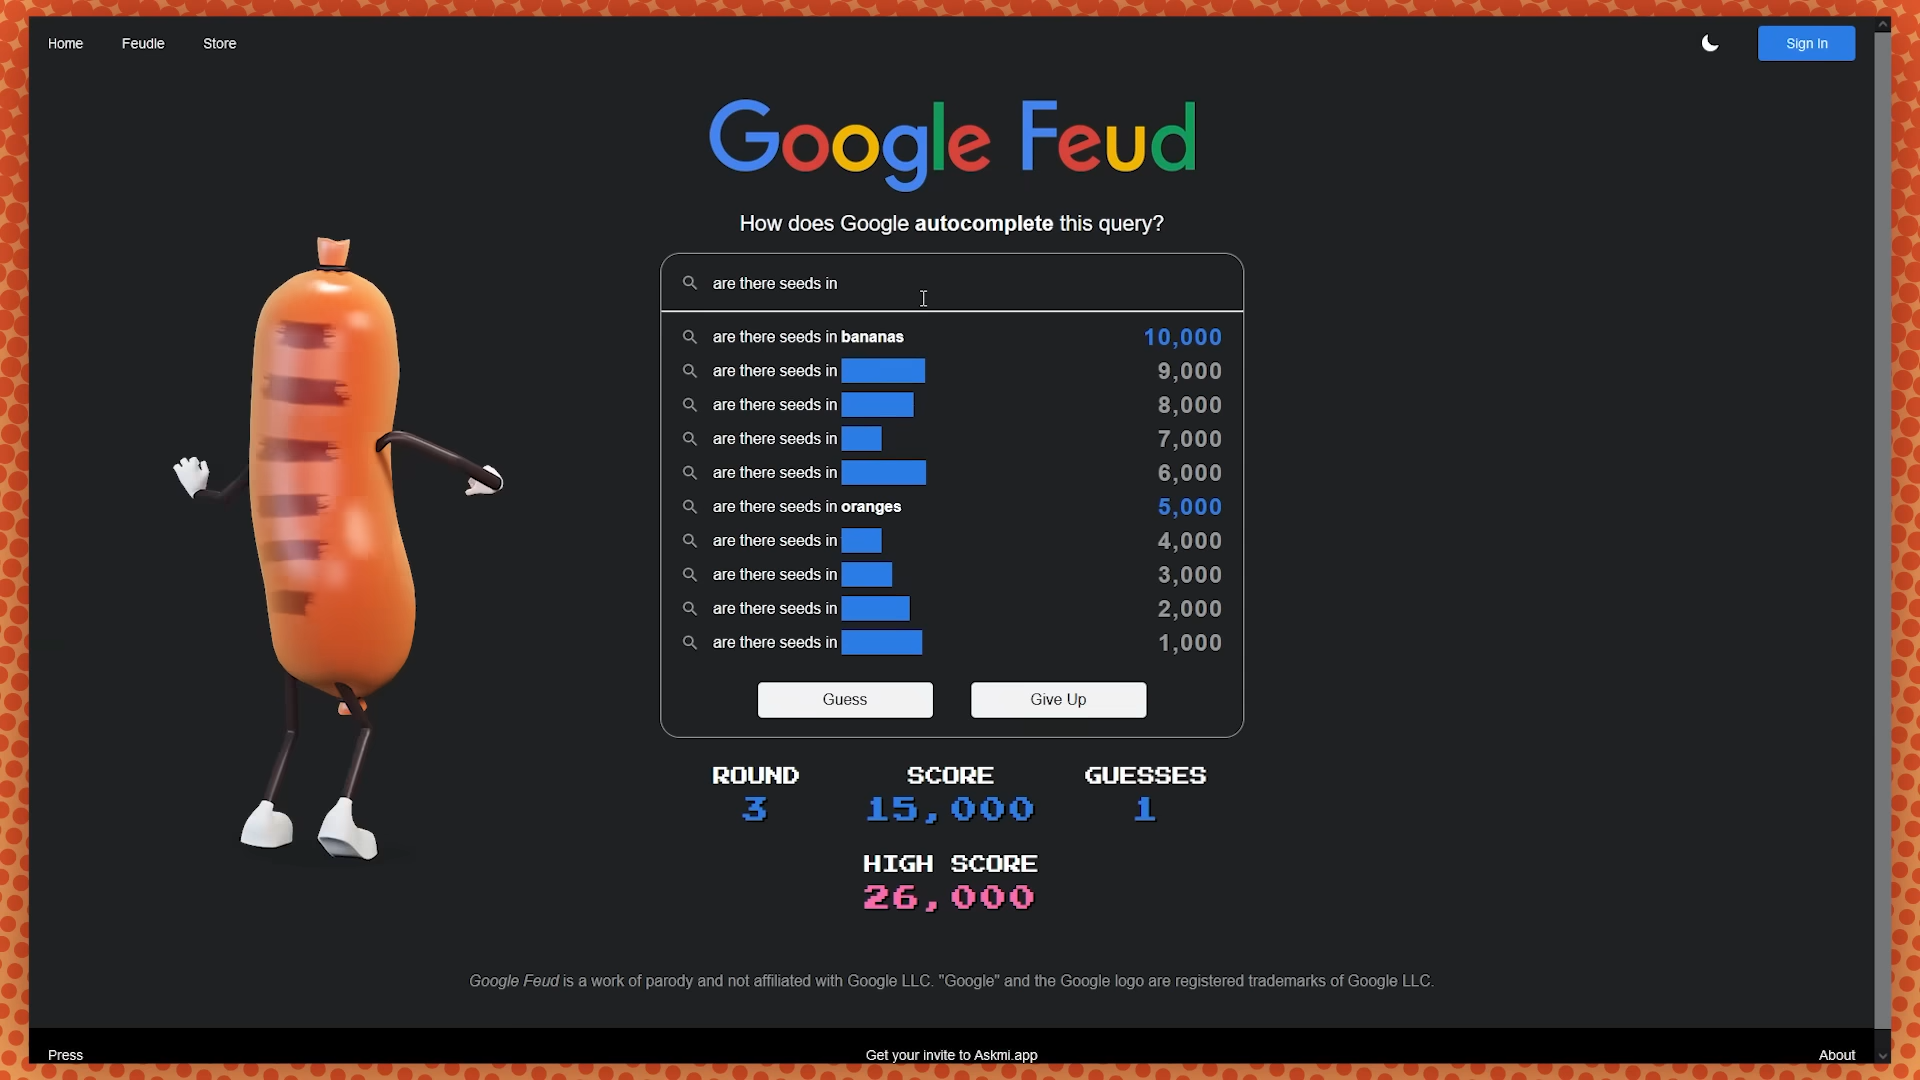 Home Feudle Store Sign In
Google Feud
How does Google autocomplete this query?
are there seeds in
are there seeds in bananas 10,000
are there seeds in 9,000
are there seeds in 8,000
are there seeds in 7,000
are there seeds in 6,000
are there seeds in oranges 5,000
are there seeds in 4,000
are there seeds in 3,000
are there seeds in 2,000
are there seeds in 1,000
Guess Give Up
ROUND SCORE GUESSES
3 15,000 1
HIGH SCORE
26,000
Google Feud is a work of parody and not affiliated with Google LLC. "Google" and the Google logo are registered trademarks of Google LLC.
Press Get your invite to Askmi.app About